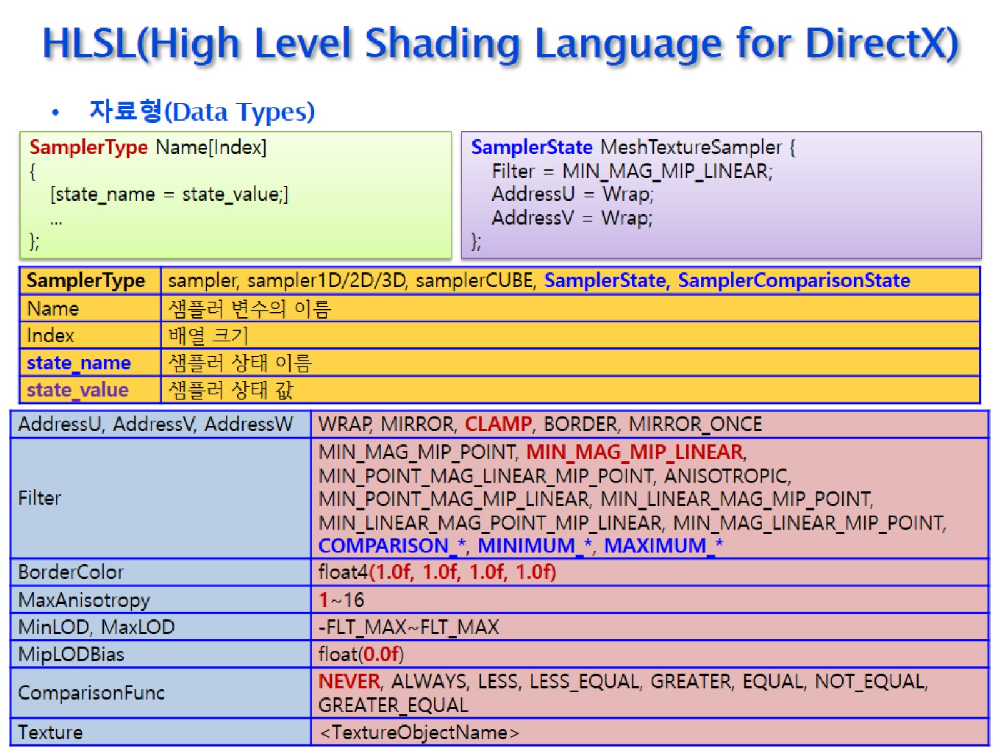 HLSL(High Level Shading Language for DirectX)
• 자료형(Data Types)
SamplerType Name[Index]
{
[state_name = state_value;]
...
};
SamplerState MeshTextureSampler {
Filter = MIN_MAG_MIP_LINEAR;
AddressU = Wrap;
AddressV = Wrap;
};
SamplerType sampler, sampler1D/2D/3D, samplerCUBE, SamplerState, SamplerComparisonState
Name 샘플러 변수의 이름
Index 배열 크기
state_name 샘플러 상태 이름
state_value 샘플러 상태 값
AddressU, AddressV, AddressW WRAP, MIRROR, CLAMP, BORDER, MIRROR_ONCE
Filter
MIN_MAG_MIP_POINT, MIN_MAG_MIP_LINEAR,
MIN_POINT_MAG_LINEAR_MIP_POINT, ANISOTROPIC,
MIN_POINT_MAG_MIP_LINEAR, MIN_LINEAR_MAG_MIP_POINT,
MIN_LINEAR_MAG_POINT_MIP_LINEAR, MIN_MAG_LINEAR_MIP_POINT,
COMPARISON_*, MINIMUM_*, MAXIMUM_*
BorderColor float4(1.0f, 1.0f, 1.0f, 1.0f)
MaxAnisotropy 1~16
MinLOD, MaxLOD -FLT_MAX~FLT_MAX
MipLODBias float(0.0f)
ComparisonFunc
NEVER, ALWAYS, LESS, LESS_EQUAL, GREATER, EQUAL, NOT_EQUAL,
GREATER_EQUAL
Texture <TextureObjectName>